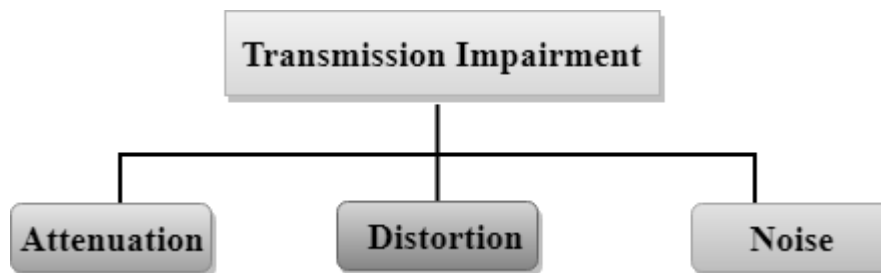 Transmission Impairment
Attenuation
Distortion
Noise